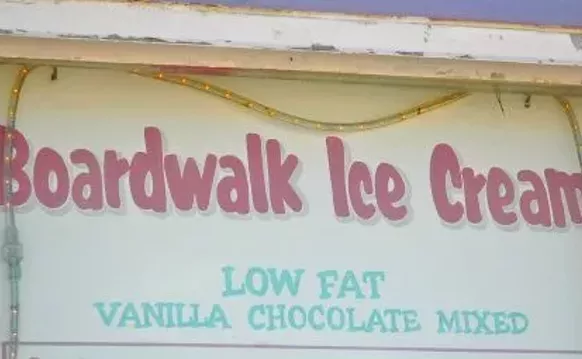 Boardwalk Ice Cream
LOW FAT
VANILLA CHOCOLATE MIXED